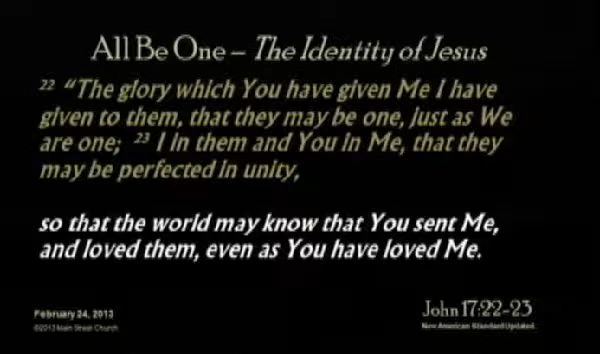 All Be One – The Identity of Jesus
22 “The glory which You have given Me I have
given to them, that they may be one, just as We
are one; 23 I in them and You in Me, that they
may be perfected in unity,
so that the world may know that You sent Me,
and loved them, even as You have loved Me.
February 24, 2013
©2013 Main Street Church
John 17:22-23
New American Standard Updated.